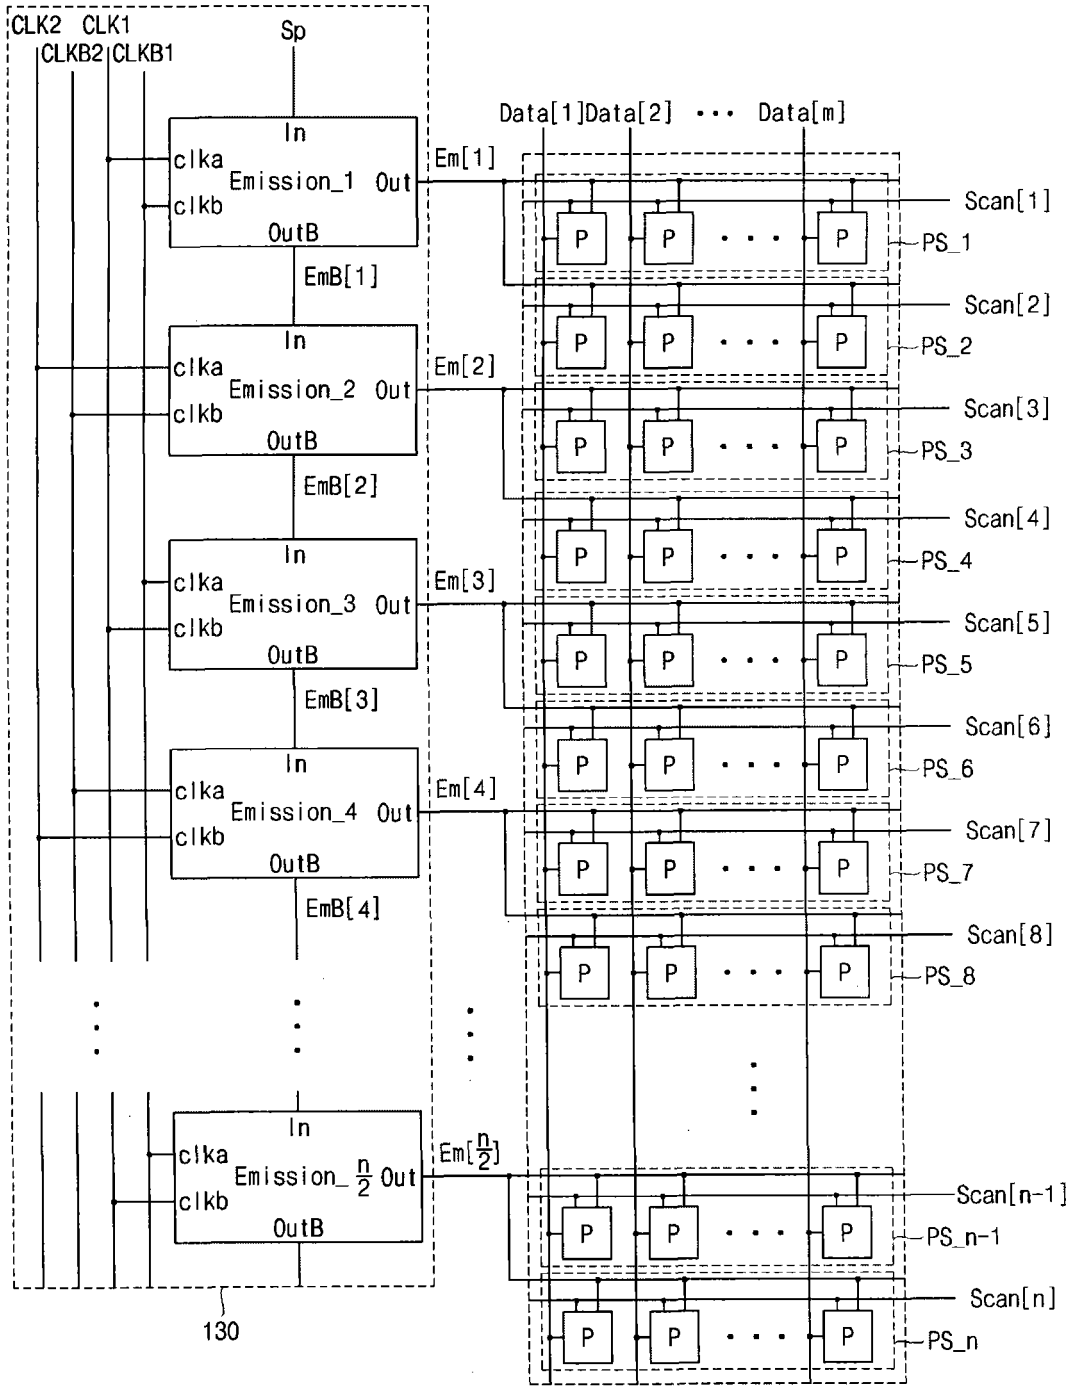 CLK2 CLK1 Sp
CLKB2 CLKB1
Data[1] Data[2] ··· Data[m]
In
clka
Emission_1 Out
clkb
OutB
Em[1]
Scan[1]
P P ···· P
PS_1
EmB[1]
Scan[2]
P P ···· P
PS_2
In
clka
Emission_2 Out
clkb
OutB
Em[2]
Scan[3]
P P ···· P
PS_3
EmB[2]
Scan[4]
P P ···· P
PS_4
In
clka
Emission_3 Out
clkb
OutB
Em[3]
Scan[5]
P P ···· P
PS_5
EmB[3]
Scan[6]
P P ···· P
PS_6
In
clka
Emission_4 Out
clkb
OutB
Em[4]
Scan[7]
P P ···· P
PS_7
EmB[4]
Scan[8]
P P ···· P
PS_8
In
clka
Emission_n/2 Out
clkb
OutB
Em[n/2]
Scan[n-1]
P P ···· P
PS_n-1
Scan[n]
P P ···· P
PS_n
130